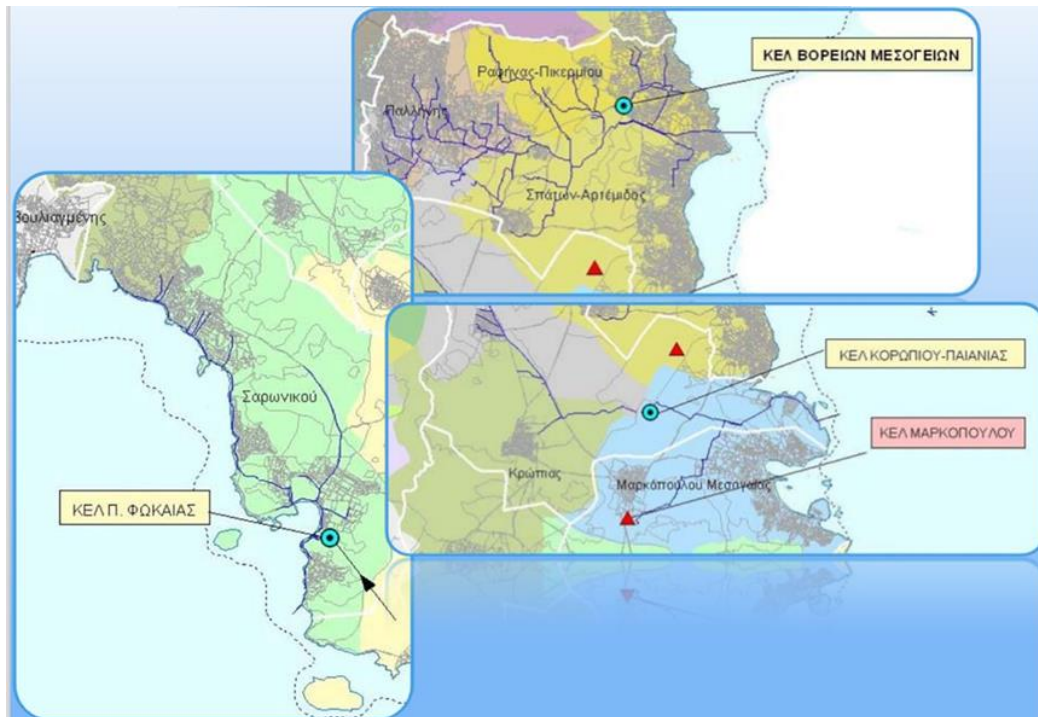 ΚΕΛ ΒΟΡΕΙΩΝ ΜΕΣΟΓΕΙΩΝ
Ραφήνας-Πικερμίου
Παλλήνης
Σπάτων-Αρτέμιδος
βουλιαγμένης
Σαρωνικού
ΚΕΛ Π. ΦΩΚΑΙΑΣ
ΚΕΛ ΚΟΡΩΠΙΟΥ-ΠΑΙΑΝΙΑΣ
ΚΕΛ ΜΑΡΚΟΠΟΥΛΟΥ
Κρωπίας
Μαρκόπουλου Μεσογαίας